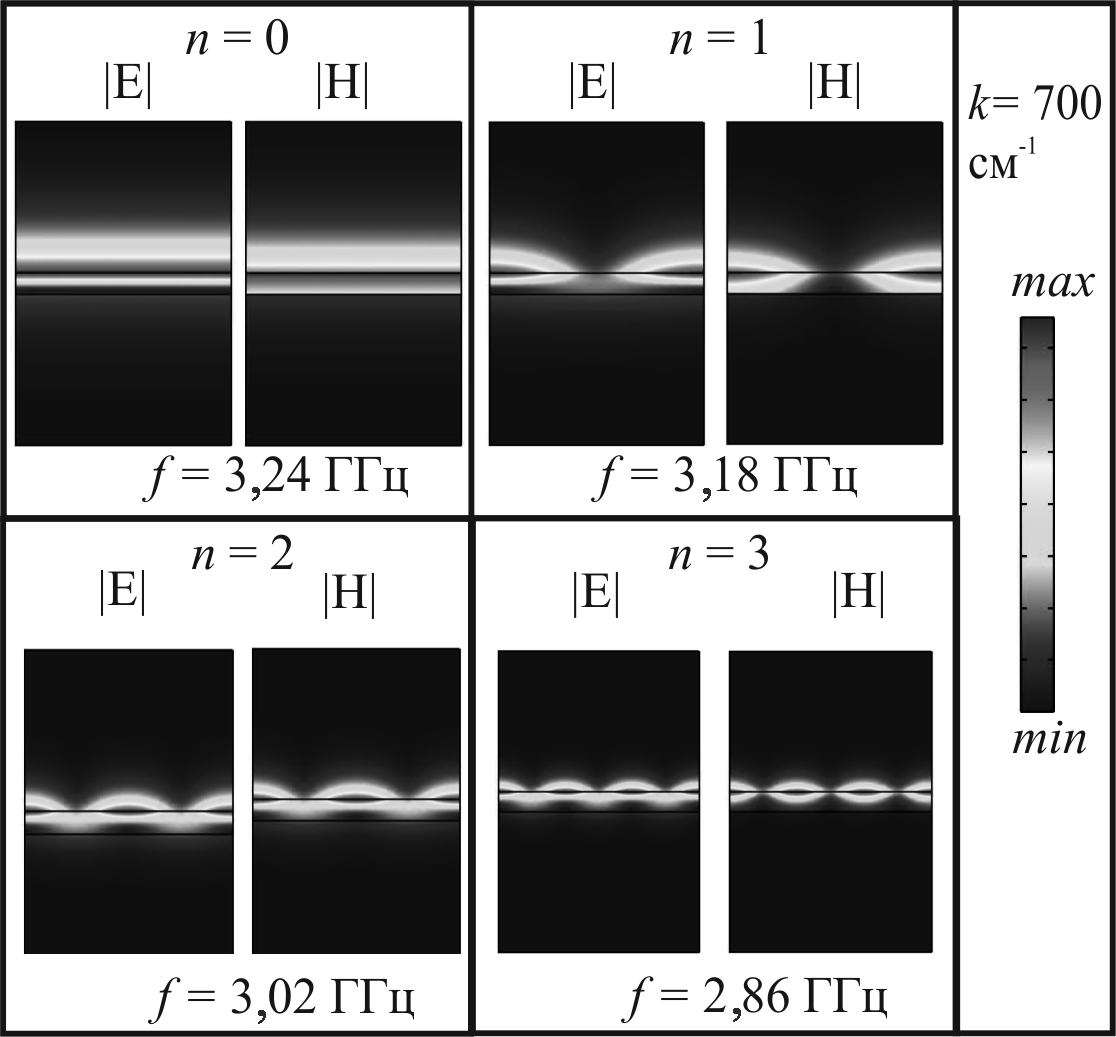 n = 0
|E| |H|
f = 3,24 ГГц
n = 1
|E| |H|
f = 3,18 ГГц
k= 700
см⁻¹
max
min
n = 2
|E| |H|
f = 3,02 ГГц
n = 3
|E| |H|
f = 2,86 ГГц